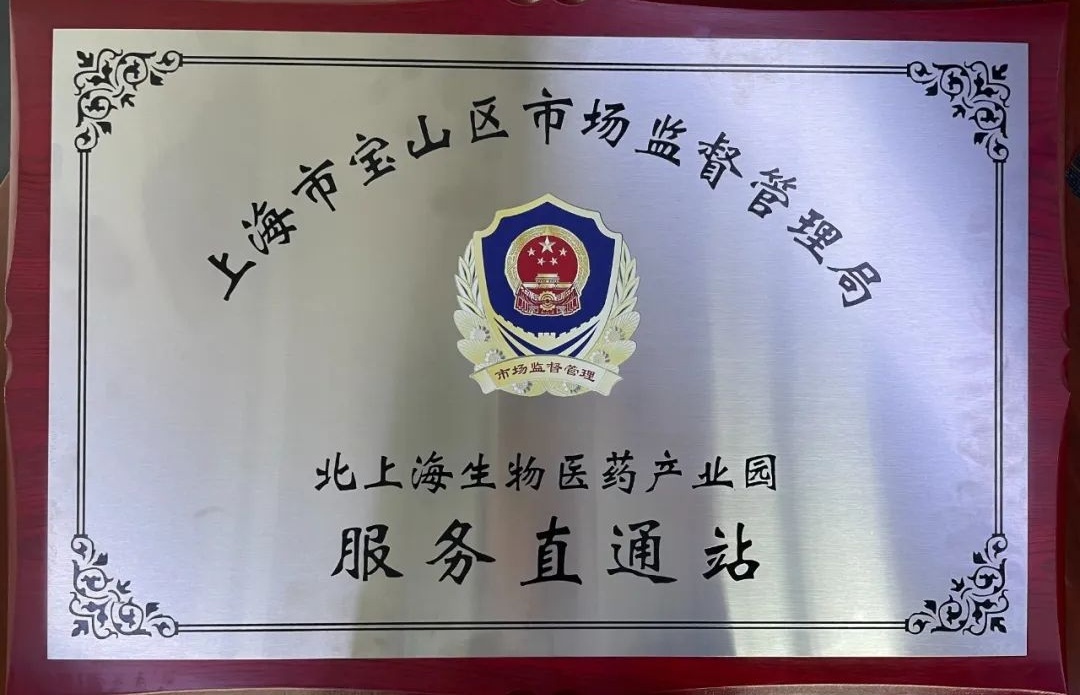 上海市宝山区市场监督管理局
市场监督管理
北上海生物医药产业园
服务直通站